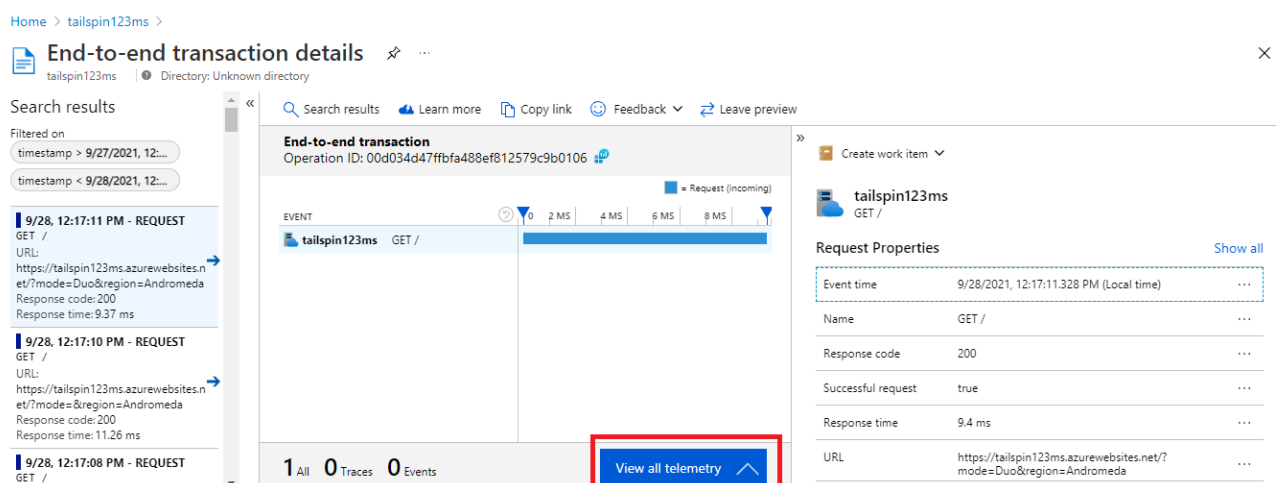 Home > tailspin123ms >
End-to-end transaction details
tailspin123ms | Directory: Unknown directory
Search results
Filtered on
timestamp > 9/27/2021, 12:...
timestamp < 9/28/2021, 12:...
9/28, 12:17:11 PM - REQUEST
GET /
URL:
https://tailspin123ms.azurewebsites.n
et/?mode=Duo&region=Andromeda
Response code: 200
Response time: 9.37 ms
9/28, 12:17:10 PM - REQUEST
GET /
URL:
https://tailspin123ms.azurewebsites.n
et/?mode=&region=Andromeda
Response code: 200
Response time: 11.26 ms
9/28, 12:17:08 PM - REQUEST
GET /
Search results Learn more Copy link Feedback Leave preview
End-to-end transaction
Operation ID: 00d034d47ffbfa488ef812579c9b0106
= Request (incoming)
EVENT 0 2 MS 4 MS 6 MS 8 MS
tailspin123ms GET /
1 All 0 Traces 0 Events
View all telemetry
Create work item
tailspin123ms
GET /
Request Properties Show all
Event time 9/28/2021, 12:17:11.328 PM (Local time) ...
Name GET / ...
Response code 200 ...
Successful request true ...
Response time 9.4 ms ...
URL https://tailspin123ms.azurewebsites.net/?
mode=Duo&region=Andromeda ...